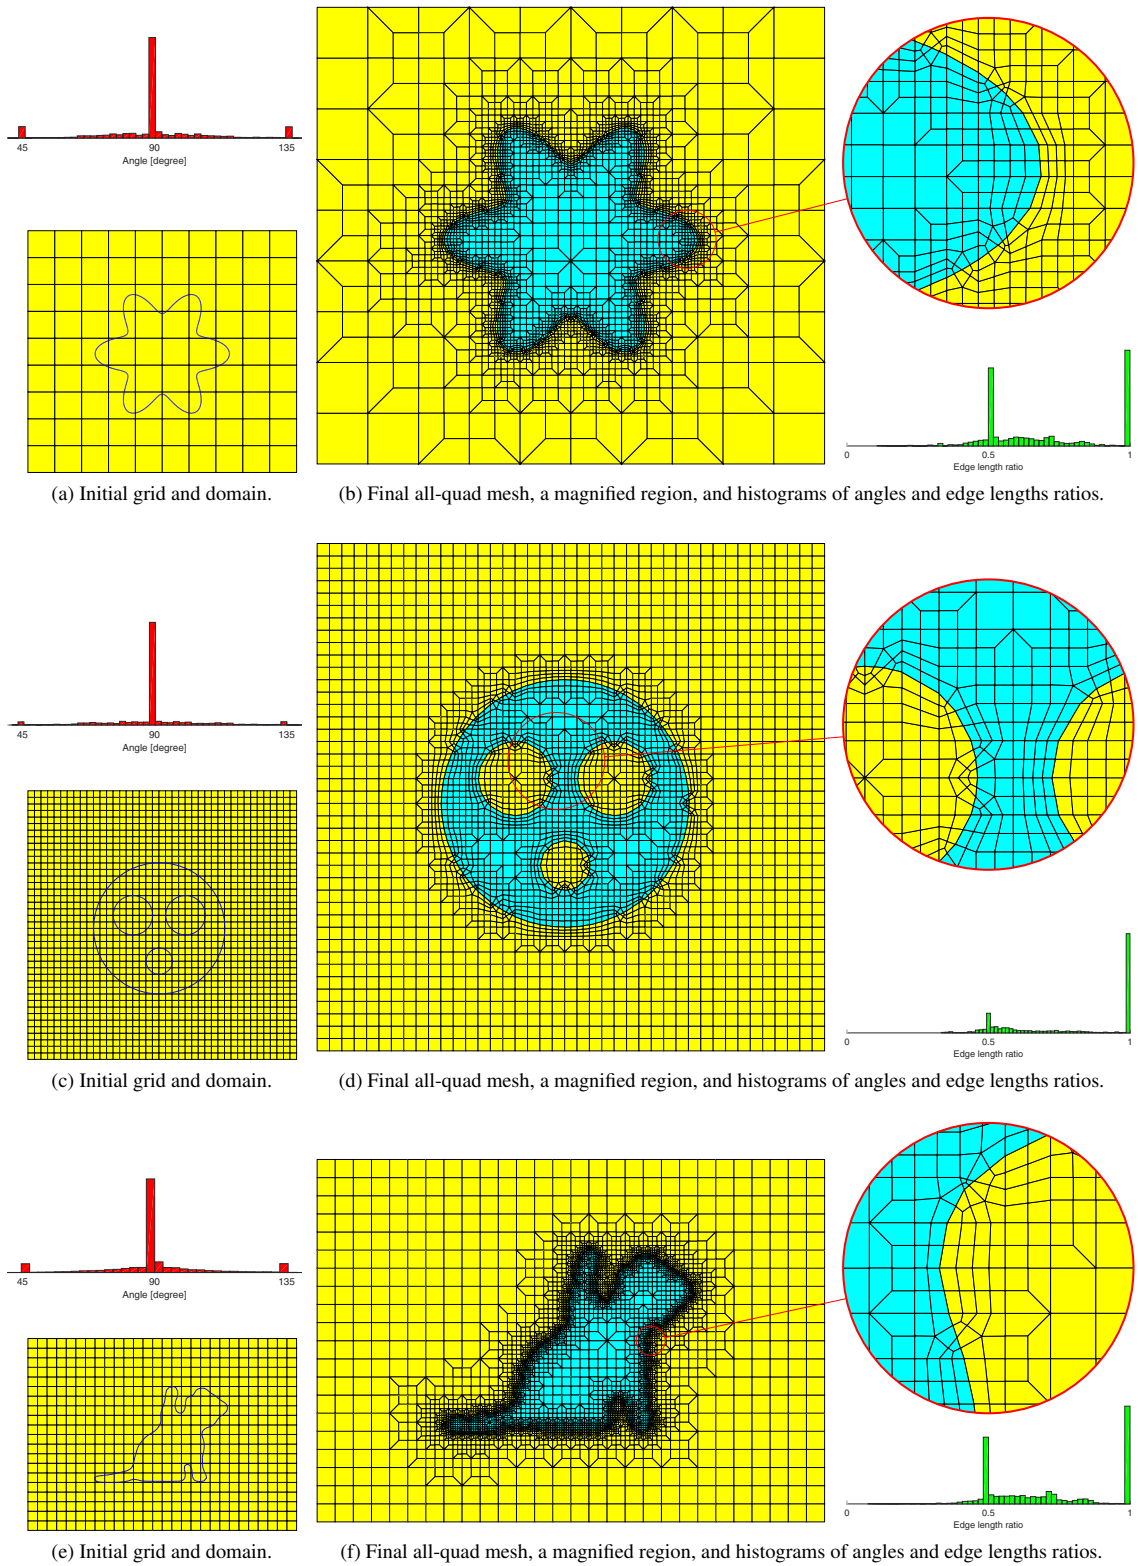 45 90 135
Angle [degree]
0 0.5 1
Edge length ratio
(a) Initial grid and domain.
(b) Final all-quad mesh, a magnified region, and histograms of angles and edge lengths ratios.
45 90 135
Angle [degree]
0 0.5 1
Edge length ratio
(c) Initial grid and domain.
(d) Final all-quad mesh, a magnified region, and histograms of angles and edge lengths ratios.
45 90 135
Angle [degree]
0 0.5 1
Edge length ratio
(e) Initial grid and domain.
(f) Final all-quad mesh, a magnified region, and histograms of angles and edge lengths ratios.